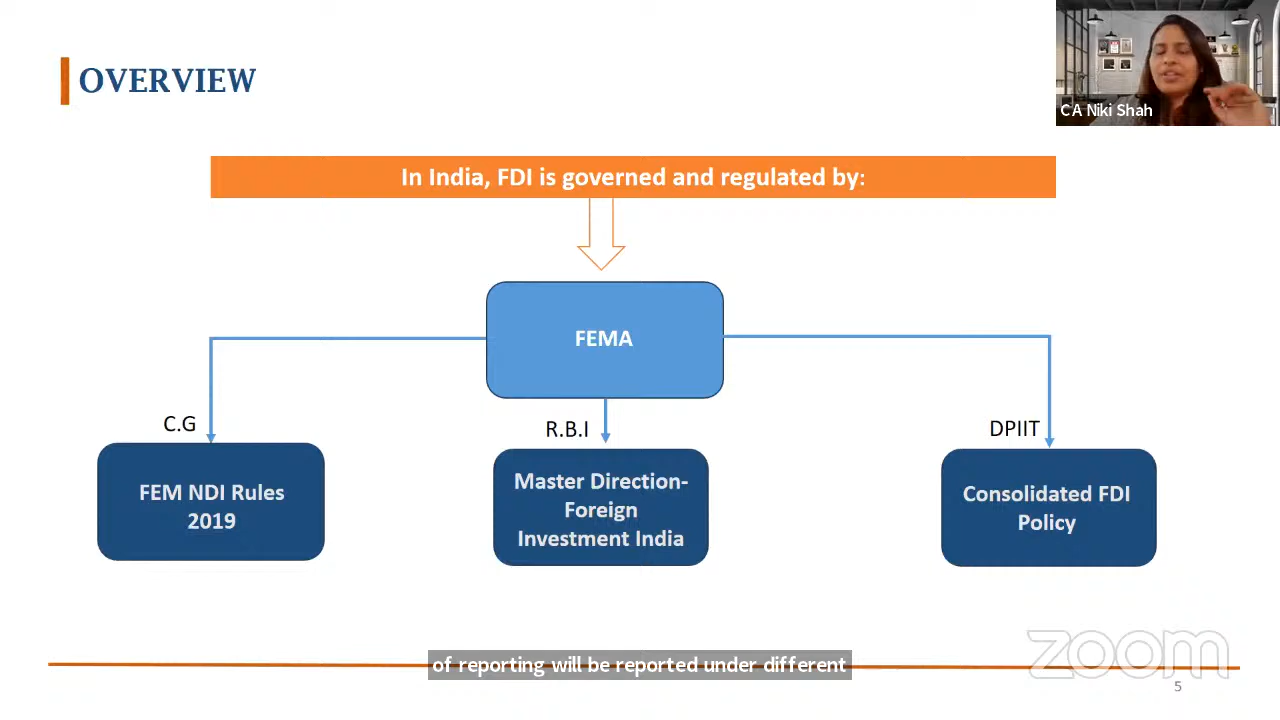 OVERVIEW
CA Niki Shah
In India, FDI is governed and regulated by:
FEMA
C.G
R.B.I
DPIIT
FEM NDI Rules
2019
Master Direction-
Foreign
Investment India
Consolidated FDI
Policy
zoom
of reporting will be reported under different
5